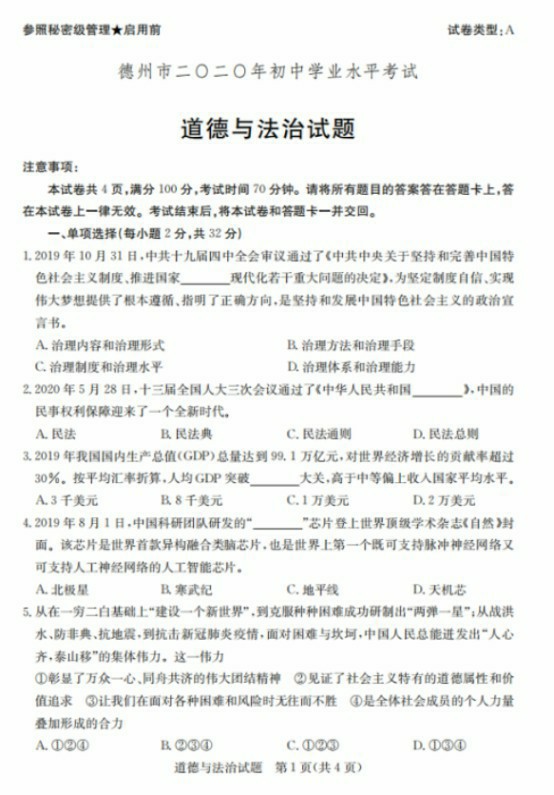 参照秘密级管理★启用前 试卷类型:A
德州市二〇二〇年初中学业水平考试
道德与法治试题
注意事项:
本试卷共4页,满分100分,考试时间70分钟。请将所有题目的答案答在答题卡上,答
在本试卷上一律无效。考试结束后,将本试卷和答题卡一并交回。
一、单项选择(每小题2分,共32分)
1. 2019年10月31日,中共十九届四中全会审议通过了《中共中央关于坚持和完善中国特
色社会主义制度、推进国家______现代化若干重大问题的决定》,为坚定制度自信、实现
伟大梦想提供了根本遵循、指明了正确方向,是坚持和发展中国特色社会主义的政治宣
言书。
A. 治理内容和治理形式 B. 治理方法和治理手段
C. 治理制度和治理水平 D. 治理体系和治理能力
2. 2020年5月28日,十三届全国人大三次会议通过了《中华人民共和国______》,中国的
民事权利保障迎来了一个全新时代。
A. 民法 B. 民法典 C. 民法通则 D. 民法总则
3. 2019年我国国内生产总值(GDP)总量达到99.1万亿元,对世界经济增长的贡献率超过
30%。按平均汇率折算,人均GDP突破______大关,高于中等偏上收入国家平均水平。
A. 3千美元 B. 8千美元 C. 1万美元 D. 2万美元
4. 2019年8月1日,中国科研团队研发的“______”芯片登上世界顶级学术杂志《自然》封
面。该芯片是世界首款异构融合类脑芯片,也是世界上第一个既可支持脉冲神经网络又
可支持人工神经网络的人工智能芯片。
A. 北极星 B. 寒武纪 C. 地平线 D. 天机芯
5. 从在一穷二白基础上“建设一个新世界”,到克服种种困难成功研制出“两弹一星”;从战洪
水、防非典、抗地震,到抗击新冠肺炎疫情,面对困难与坎坷,中国人民总能迸发出“人心
齐,泰山移”的集体伟力。这一伟力
①彰显了万众一心、同舟共济的伟大团结精神 ②见证了社会主义特有的道德属性和价
值追求 ③让我们在面对各种困难和风险时无往而不胜 ④是全体社会成员的个人力量
叠加形成的合力
A. ①②④ B. ②③④ C. ①②③ D. ①③④
道德与法治试题 第1页(共4页)